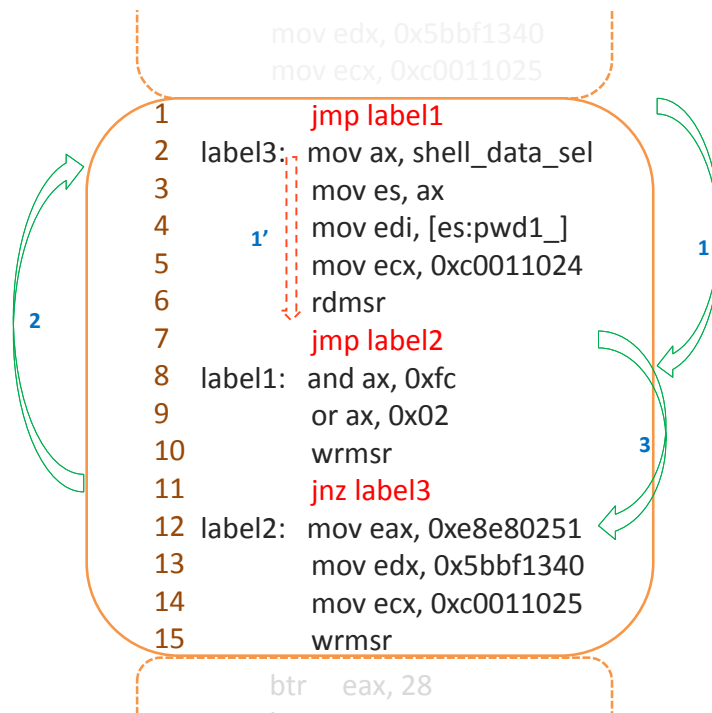 mov edx, 0x5bbf1340
mov ecx, 0xc0011025
1 jmp label1
2 label3: mov ax, shell_data_sel
3 mov es, ax
4 1' mov edi, [es:pwd1_]
5 mov ecx, 0xc0011024 1
6 rdmsr
2 7 jmp label2
8 label1: and ax, 0xfc
9 or ax, 0x02
10 wrmsr 3
11 jnz label3
12 label2: mov eax, 0xe8e80251
13 mov edx, 0x5bbf1340
14 mov ecx, 0xc0011025
15 wrmsr
btr eax, 28